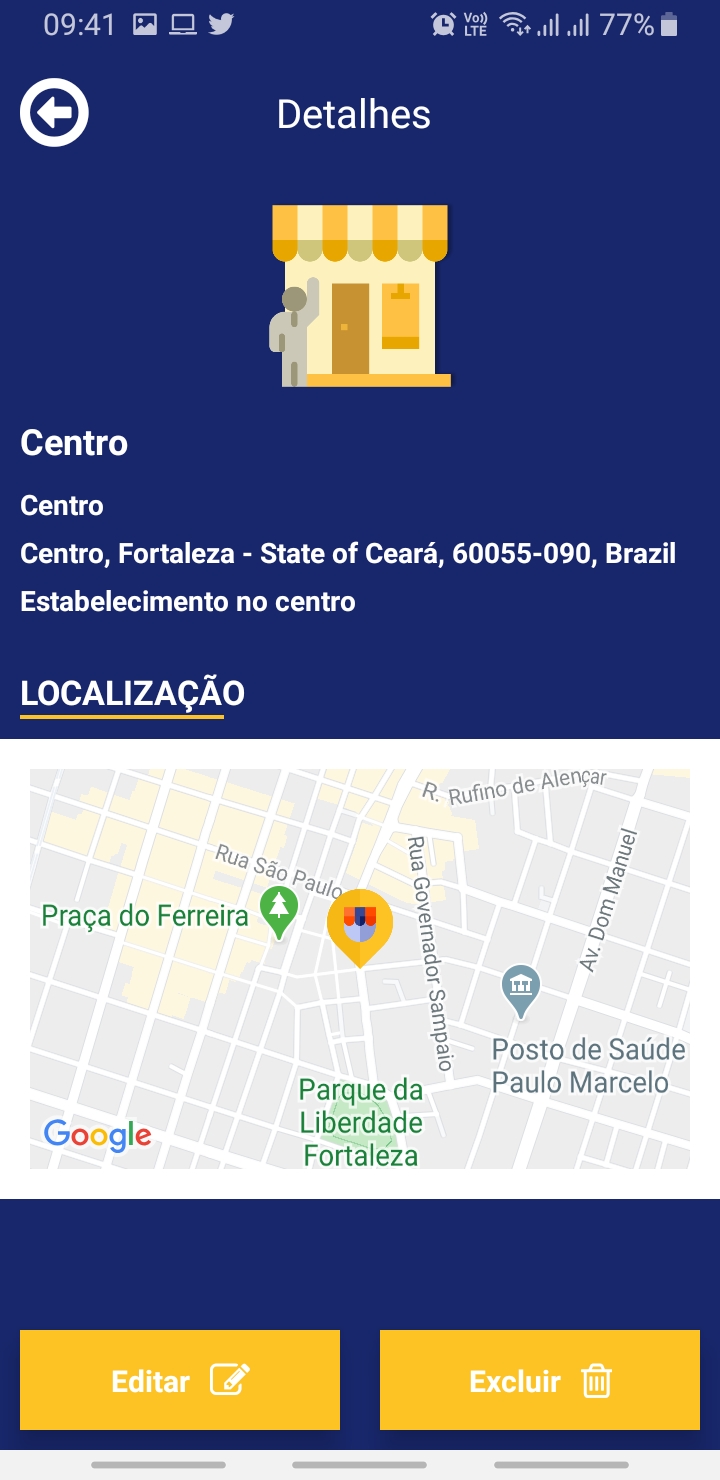 09:41 Vo)) LTE 77%
Detalhes
Centro
Centro
Centro, Fortaleza - State of Ceará, 60055-090, Brazil
Estabelecimento no centro
LOCALIZAÇÃO
R. Rufino de Alençar
Rua São Paulo
Rua Governador Sampaio
Av. Dom Manuel
Praça do Ferreira
Posto de Saúde
Paulo Marcelo
Parque da
Liberdade
Fortaleza
Google
Editar
Excluir